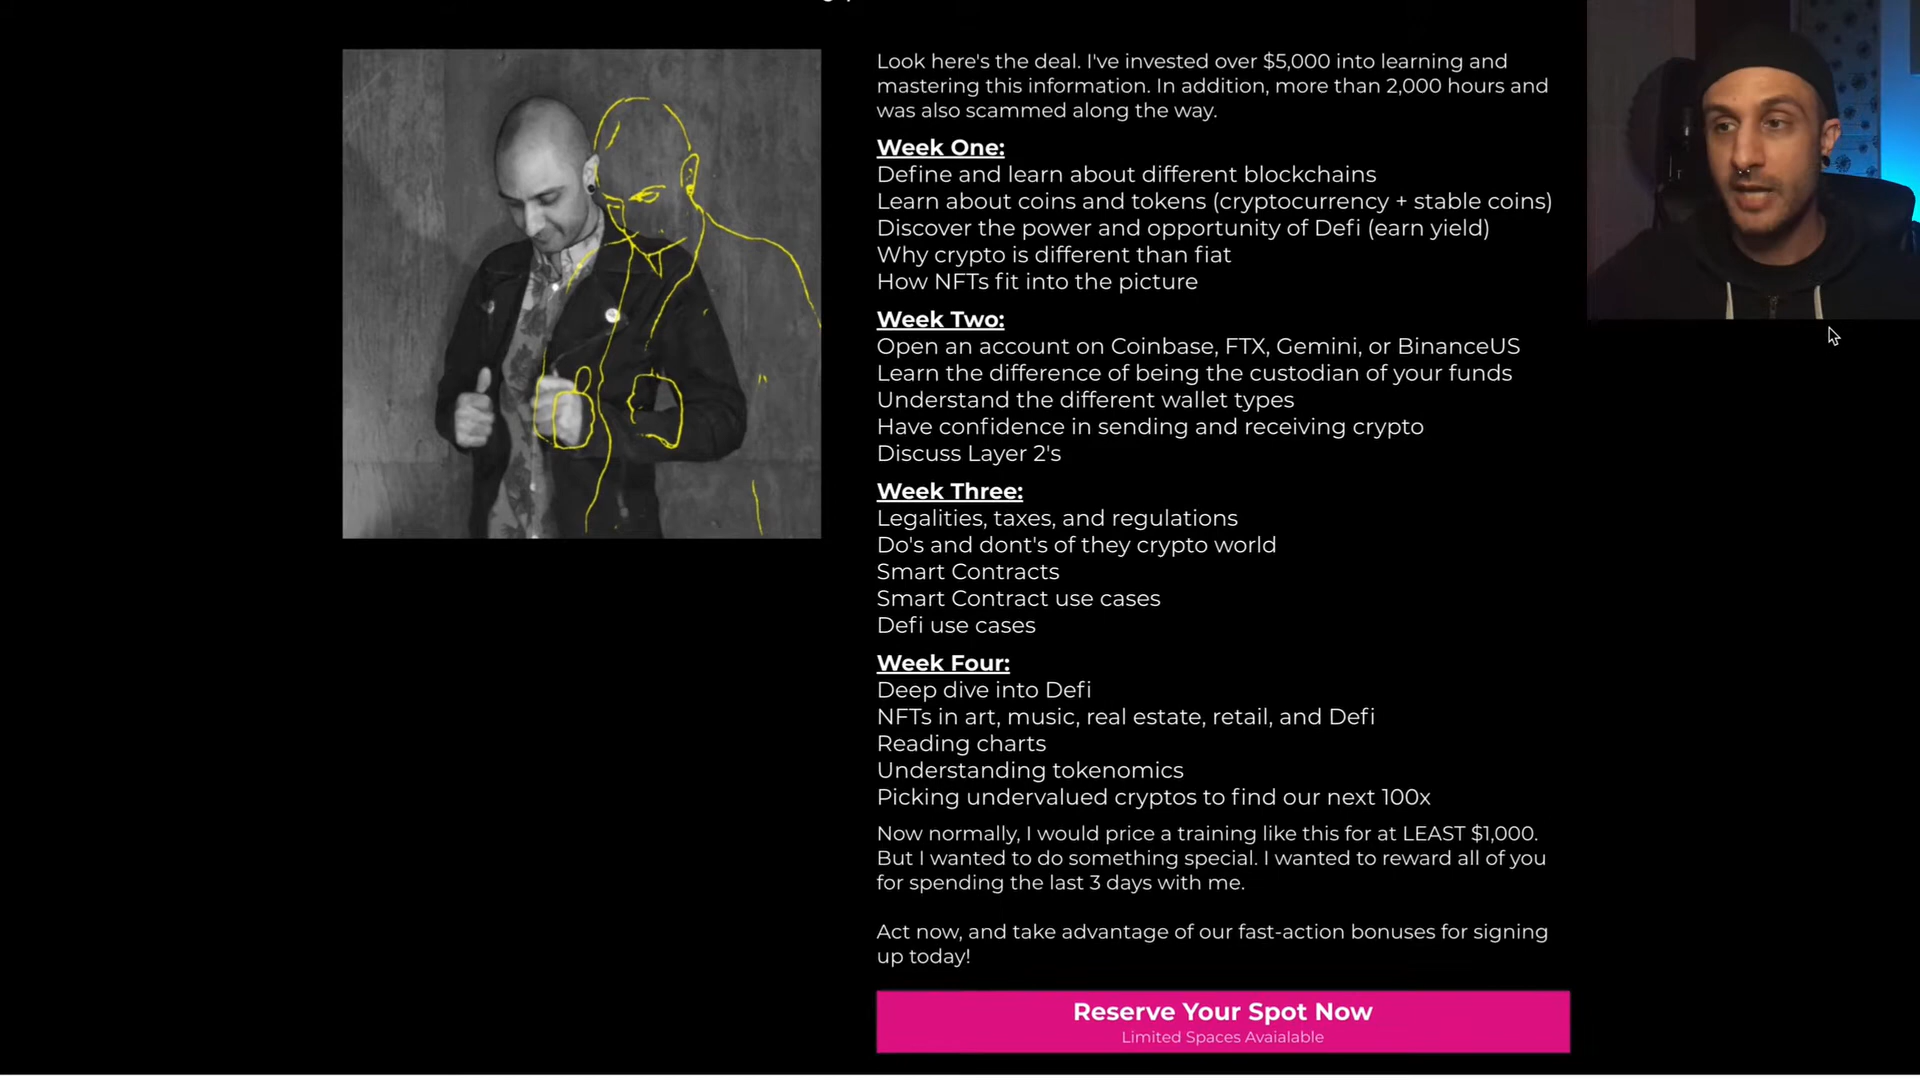 Look here's the deal. I've invested over $5,000 into learning and
mastering this information. In addition, more than 2,000 hours and
was also scammed along the way.
Week One:
Define and learn about different blockchains
Learn about coins and tokens (cryptocurrency + stable coins)
Discover the power and opportunity of Defi (earn yield)
Why crypto is different than fiat
How NFTs fit into the picture
Week Two:
Open an account on Coinbase, FTX, Gemini, or BinanceUS
Learn the difference of being the custodian of your funds
Understand the different wallet types
Have confidence in sending and receiving crypto
Discuss Layer 2's
Week Three:
Legalities, taxes, and regulations
Do's and dont's of they crypto world
Smart Contracts
Smart Contract use cases
Defi use cases
Week Four:
Deep dive into Defi
NFTs in art, music, real estate, retail, and Defi
Reading charts
Understanding tokenomics
Picking undervalued cryptos to find our next 100x
Now normally, I would price a training like this for at LEAST $1,000.
But I wanted to do something special. I wanted to reward all of you
for spending the last 3 days with me.
Act now, and take advantage of our fast-action bonuses for signing
up today!
Reserve Your Spot Now
Limited Spaces Avaialable